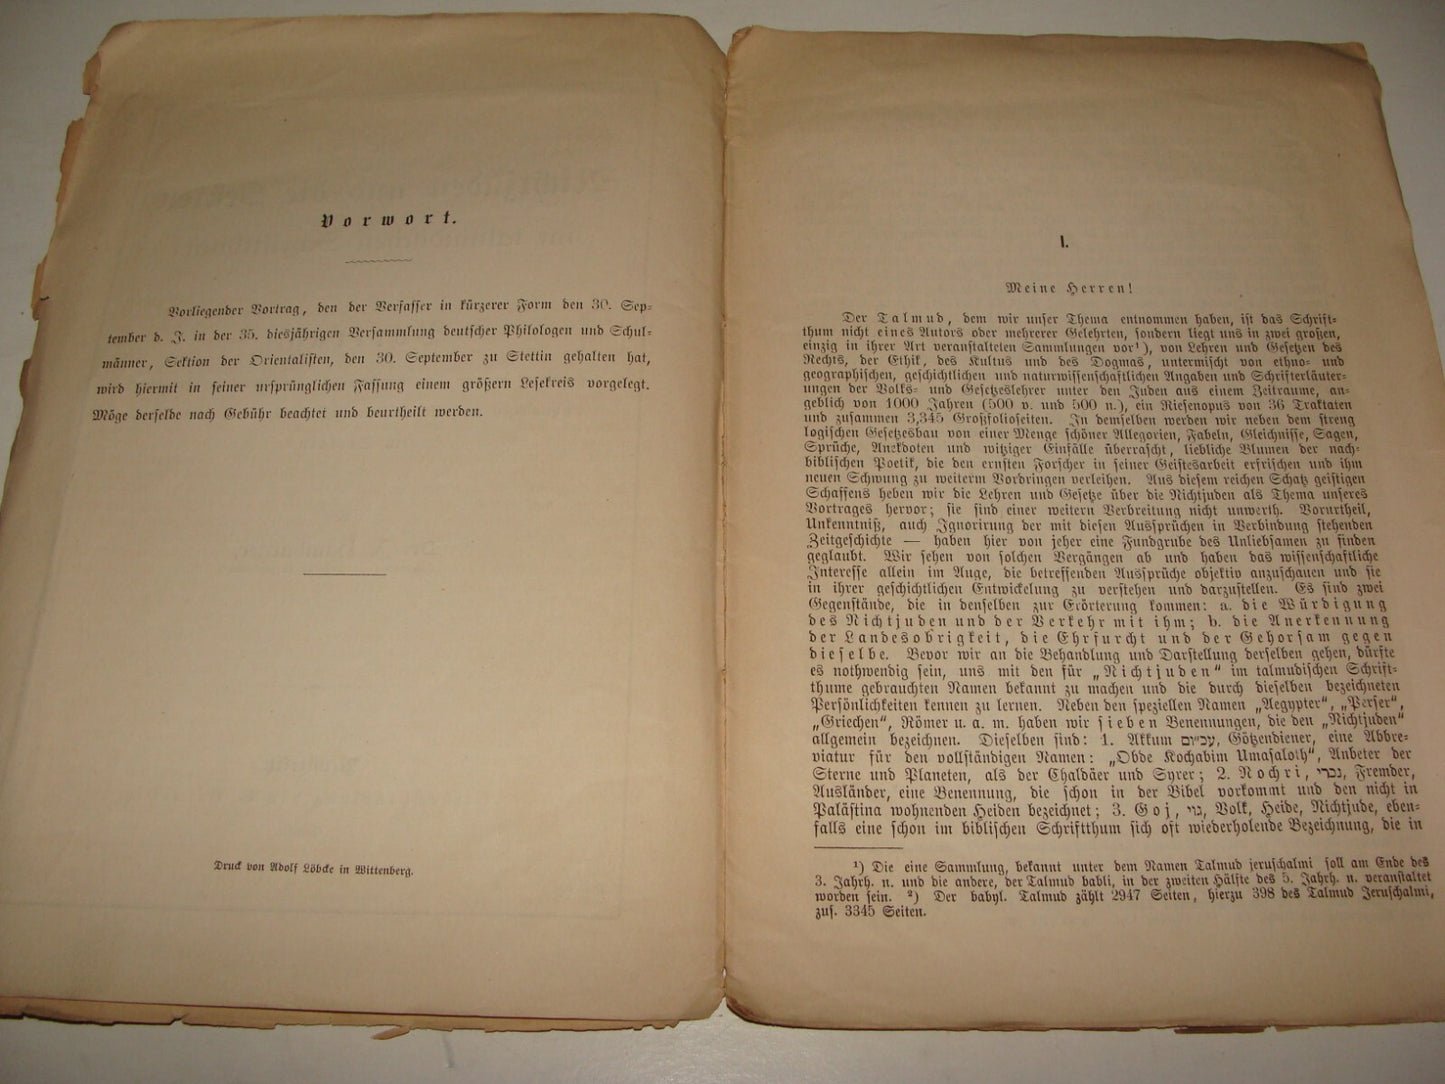 Vorwort.
Vorliegender Vortrag, den der Verfasser in kürzerer Form den 30. Sep-
tember d. J. in der 35. diesjährigen Versammlung deutscher Philologen und Schul-
männer, Sektion der Orientalisten, den 30. September zu Stettin gehalten hat,
wird hiermit in seiner ursprünglichen Fassung einem größern Lesekreis vorgelegt.
Möge derselbe nach Gebühr beachtet und beurtheilt werden.
Druck von Adolf Löbcke in Wittenberg.
I.
Meine Herren!
Der Talmud, dem wir unser Thema entnommen haben, ist das Schrift-
thum nicht eines Autors oder mehrerer Gelehrten, sondern liegt uns in zwei großen,
einzig in ihrer Art veranstalteten Sammlungen vor¹), von Lehren und Gesetzen des
Rechts, der Ethik, des Kultus und des Dogmas, untermischt von ethno- und
geographischen, geschichtlichen und naturwissenschaftlichen Angaben und Schrifterläuter-
ungen der Volks- und Gesetzeslehrer unter den Juden aus einem Zeitraume, an-
geblich von 1000 Jahren (500 v. und 500 n.), ein Riesenopus von 36 Traktaten
und zusammen 3,345 Großfolioseiten. In demselben werden wir neben dem streng
logischen Gesetzesbau von einer Menge schöner Allegorien, Fabeln, Gleichnisse, Sagen,
Sprüche, Anekdoten und witziger Einfälle überrascht, liebliche Blumen der nach-
biblischen Poetik, die den ernsten Forscher in seiner Geistesarbeit erfrischen und ihm
neuen Schwung zu weiterm Vordringen verleihen. Aus diesem reichen Schatz geistigen
Schaffens heben wir die Lehren und Gesetze über die Nichtjuden als Thema unseres
Vortrages hervor; sie sind einer weitern Verbreitung nicht unwerth. Vorurtheil,
Unkenntniß, auch Ignorirung der mit diesen Aussprüchen in Verbindung stehenden
Zeitgeschichte — haben hier von jeher eine Fundgrube des Unliebsamen zu finden
geglaubt. Wir sehen von solchen Vergängen ab und haben das wissenschaftliche
Interesse allein im Auge, die betreffenden Aussprüche objektiv anzuschauen und sie
in ihrer geschichtlichen Entwickelung zu verstehen und darzustellen. Es sind zwei
Gegenstände, die in denselben zur Erörterung kommen: a. die Würdigung
des Nichtjuden und der Verkehr mit ihm; b. die Anerkennung
der Landesobrigkeit, die Ehrfurcht und der Gehorsam gegen
dieselbe. Bevor wir an die Behandlung und Darstellung derselben gehen, dürfte
es nothwendig sein, uns mit den für „Nichtjuden“ im talmudischen Schrift-
thume gebrauchten Namen bekannt zu machen und die durch dieselben bezeichneten
Persönlichkeiten kennen zu lernen. Neben den speziellen Namen „Aegypter“, „Perser“,
„Griechen“, Römer u. a. m. haben wir sieben Benennungen, die den „Nichtjuden“
allgemein bezeichnen. Dieselben sind: 1. Akkum עכו״ם, Götzendiener, eine Abbre-
viatur für den vollständigen Namen: „Obde Kochabim Umasaloth“, Anbeter der
Sterne und Planeten, als der Chaldäer und Syrer; 2. Nochri, נכרי, Fremder,
Ausländer, eine Benennung, die schon in der Bibel vorkommt und den nicht in
Palästina wohnenden Heiden bezeichnet; 3. Goj, גוי, Volk, Heide, Nichtjude, eben-
falls eine schon im biblischen Schriftthum sich oft wiederholende Bezeichnung, die in
¹) Die eine Sammlung, bekannt unter dem Namen Talmud jeruschalmi soll am Ende des
3. Jahrh. n. und die andere, der Talmud babli, in der zweiten Hälfte des 5. Jahrh. n. veranstaltet
worden sein. ²) Der babyl. Talmud zählt 2947 Seiten, hierzu 398 des Talmud Jeruschalmi,
zus. 3345 Seiten.